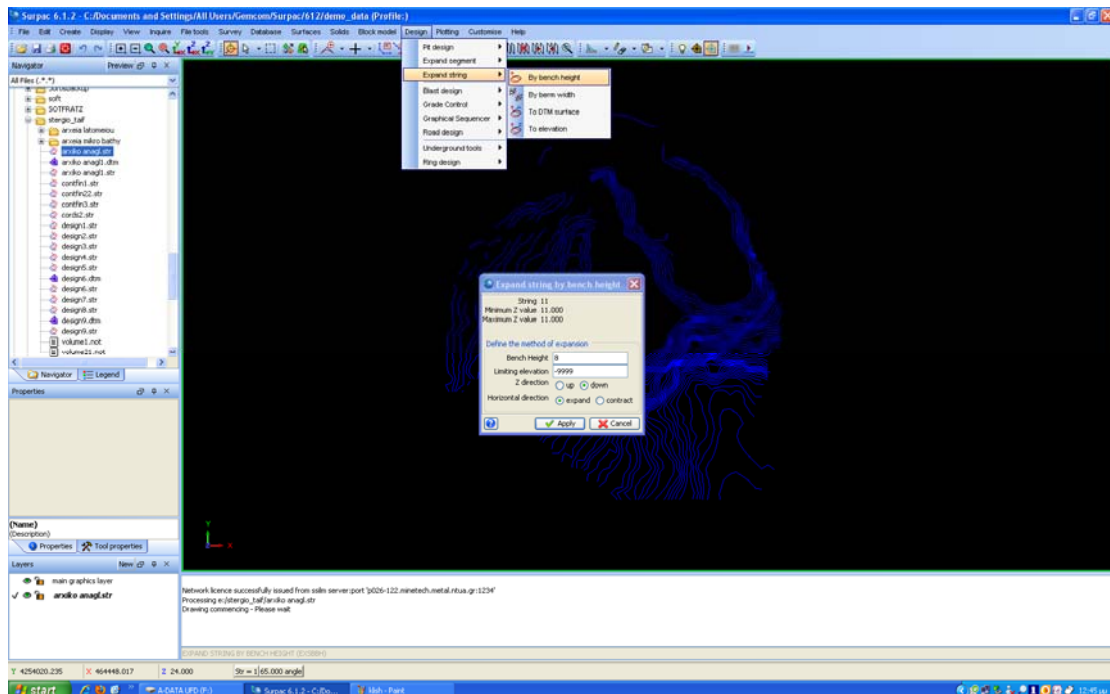 Surpac 6.1.2 - C:/Documents and Settings/All Users/Gemcom/Surpac/612/demo_data (Profile:)
File Edit Create Display View Inquire File tools Survey Database Surfaces Solids Block model Design Plotting Customise Help
Navigator Preview
All Files (*.*)
soft
SOTFRATZ
stergio_taif
arxeia latomeiou
arxeia mikro bathy
arxiko anagl.str
arxiko anagl1.dtm
arxiko anagl1.str
contfin1.str
contfin22.str
contfin3.str
cords2.str
design1.str
design2.str
design3.str
design4.str
design5.str
design6.dtm
design6.str
design7.str
design8.str
design9.dtm
design9.str
volume1.not
volume21.not
Navigator Legend
Properties
(Name)
(Description)
Properties Tool properties
Layers New
main graphics layer
arxiko anagl.str
Pit design
Expand segment
Expand string
Blast design
Grade Control
Graphical Sequencer
Road design
Underground tools
Ring design
By bench height
By berm width
To DTM surface
To elevation
Expand string by bench height
String 11
Minimum Z value 11.000
Maximum Z value 11.000
Define the method of expansion
Bench Height 8
Limiting elevation -9999
Z direction up down
Horizontal direction expand contract
Apply Cancel
Y
X
Network licence successfully issued from sslm server:port 'p026-122.minetech.metal.ntua.gr:1234'
Processing e:/stergio_taif/arxiko anagl.str
Drawing commencing - Please wait
EXPAND STRING BY BENCH HEIGHT (EXSBBH)
Y 4254020.235 X 464448.017 Z 24.000 Str = 1 65.000 angle
start A-DATA UFD (F:) Surpac 6.1.2 - C:/Do... klish - Paint 12:45